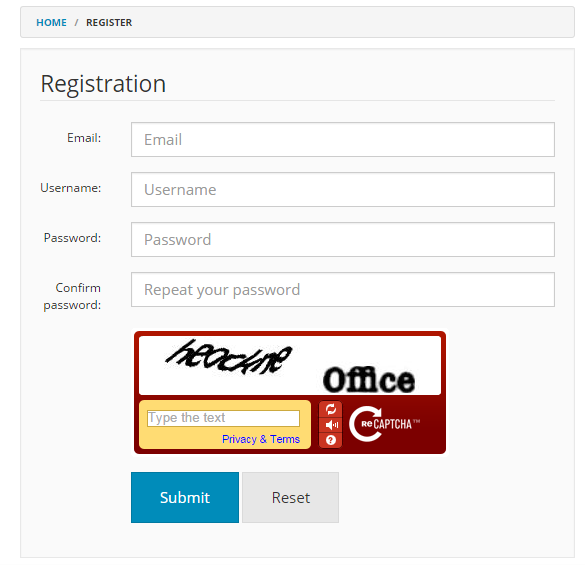 HOME / REGISTER
Registration
Email: Email
Username: Username
Password: Password
Confirm password: Repeat your password
Office
Type the text
Privacy & Terms
reCAPTCHA™
Submit Reset